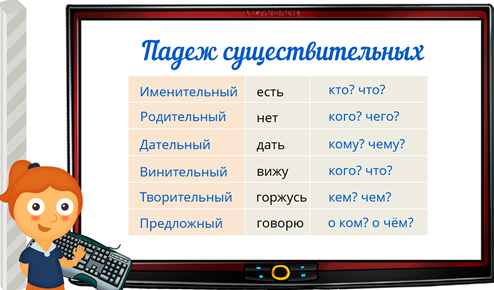 Падеж существительных
Именительный есть кто? что?
Родительный нет кого? чего?
Дательный дать кому? чему?
Винительный вижу кого? что?
Творительный горжусь кем? чем?
Предложный говорю о ком? о чём?